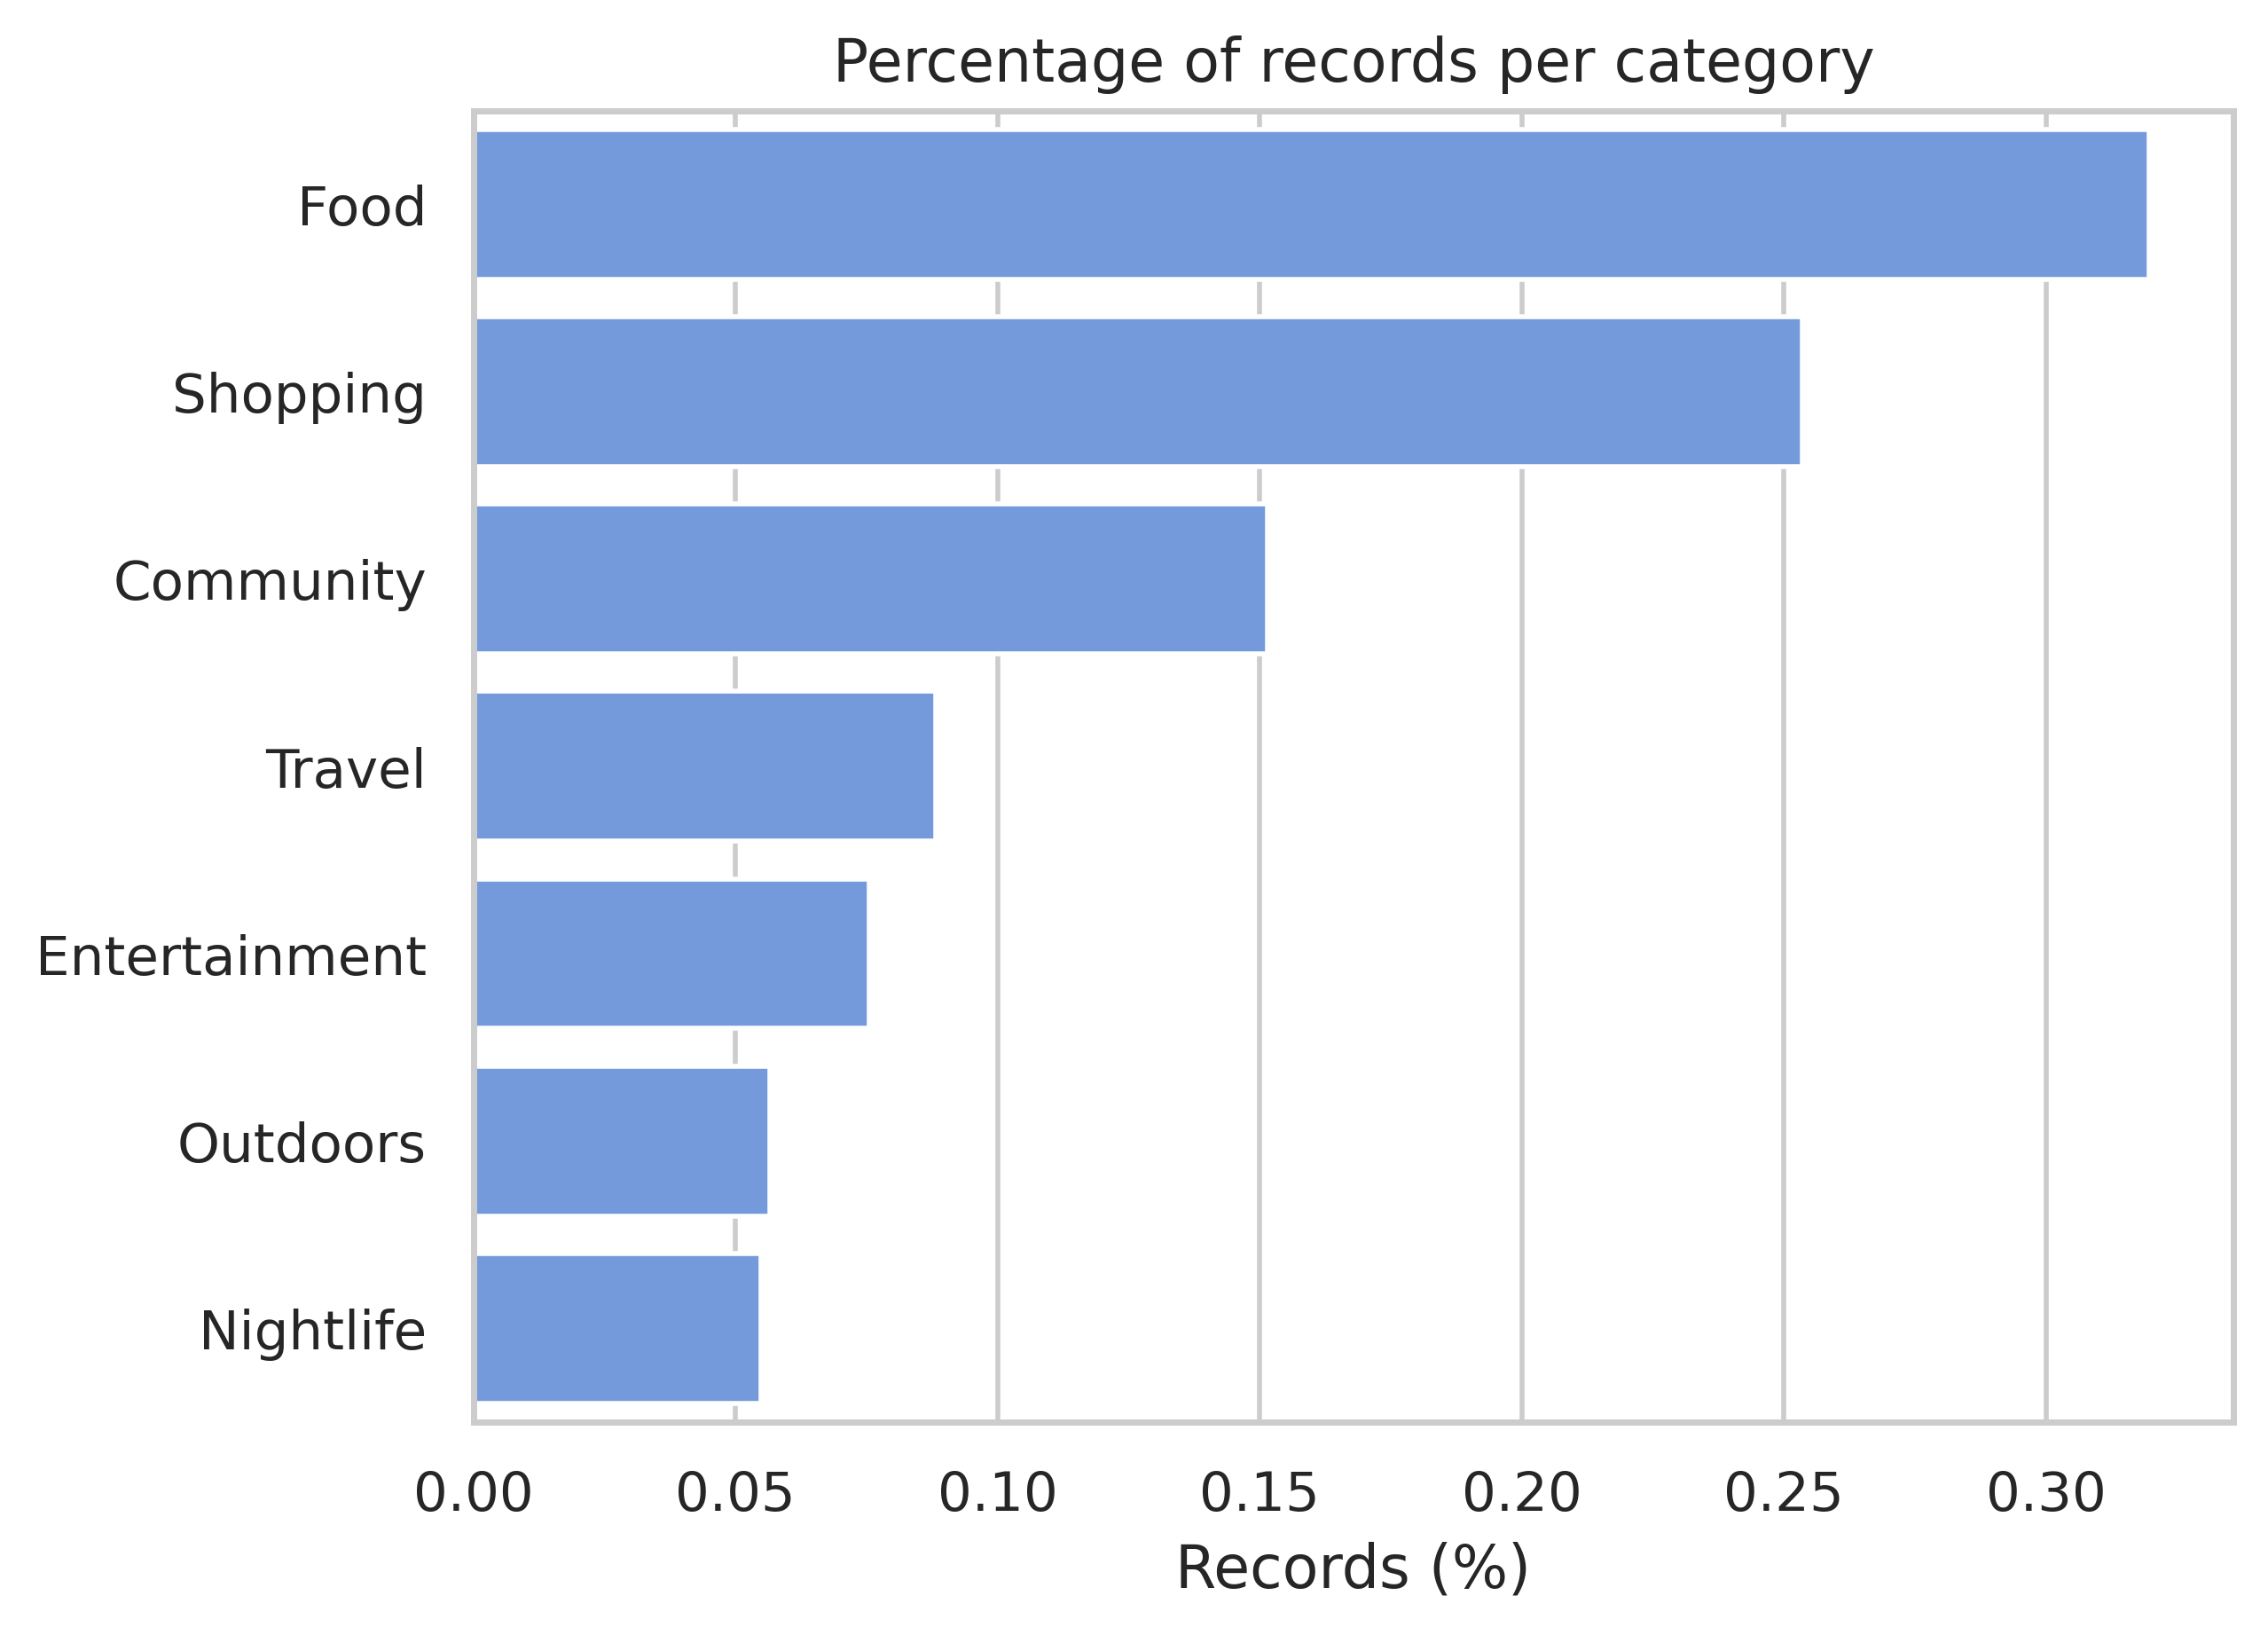 Percentage of records per category
Food
Shopping
Community
Travel
Entertainment
Outdoors
Nightlife
0.00 0.05 0.10 0.15 0.20 0.25 0.30
Records (%)